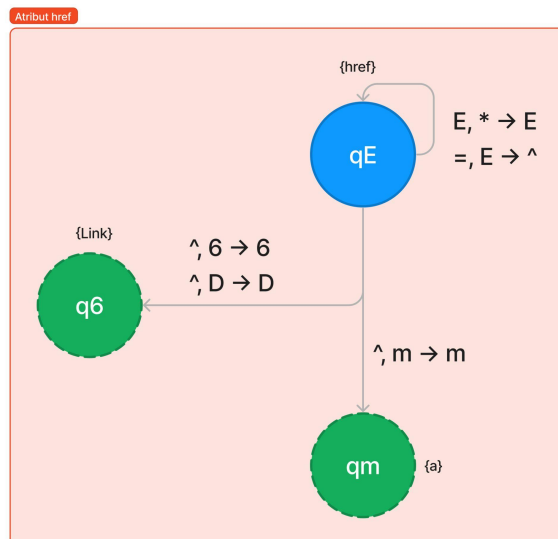 Atribut href
{href}
qE
E, * → E
=, E → ^
{Link}
^, 6 → 6
^, D → D
q6
^, m → m
qm
{a}